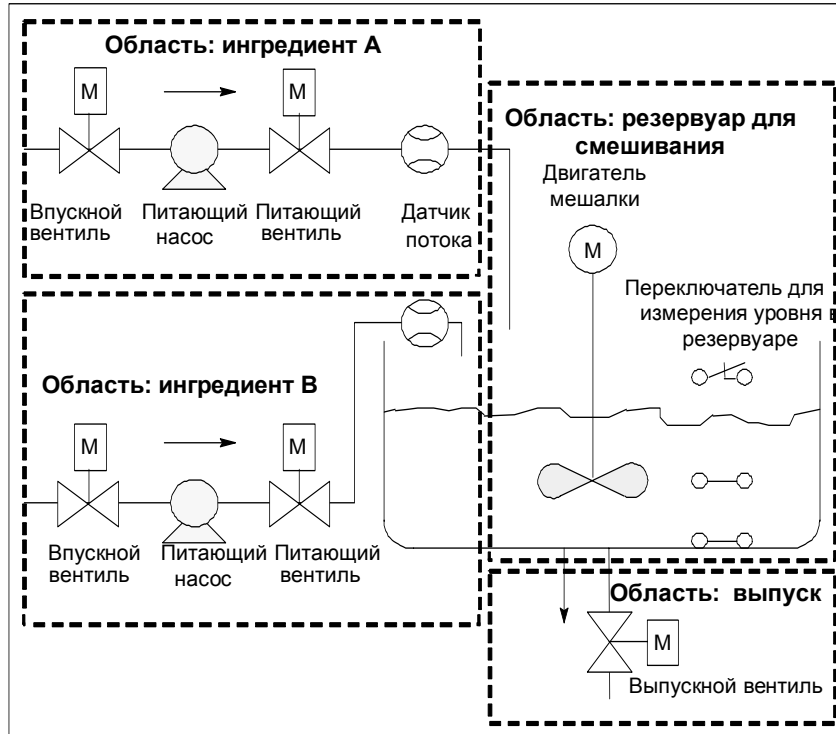 Область: ингредиент A
M
M
Впускной
вентиль
Питающий
насос
Питающий
вентиль
Датчик
потока
Область: резервуар для
смешивания
Двигатель
мешалки
M
Переключатель для
измерения уровня в
резервуаре
Область: ингредиент B
M
M
Впускной
вентиль
Питающий
насос
Питающий
вентиль
Область: выпуск
M
Выпускной вентиль